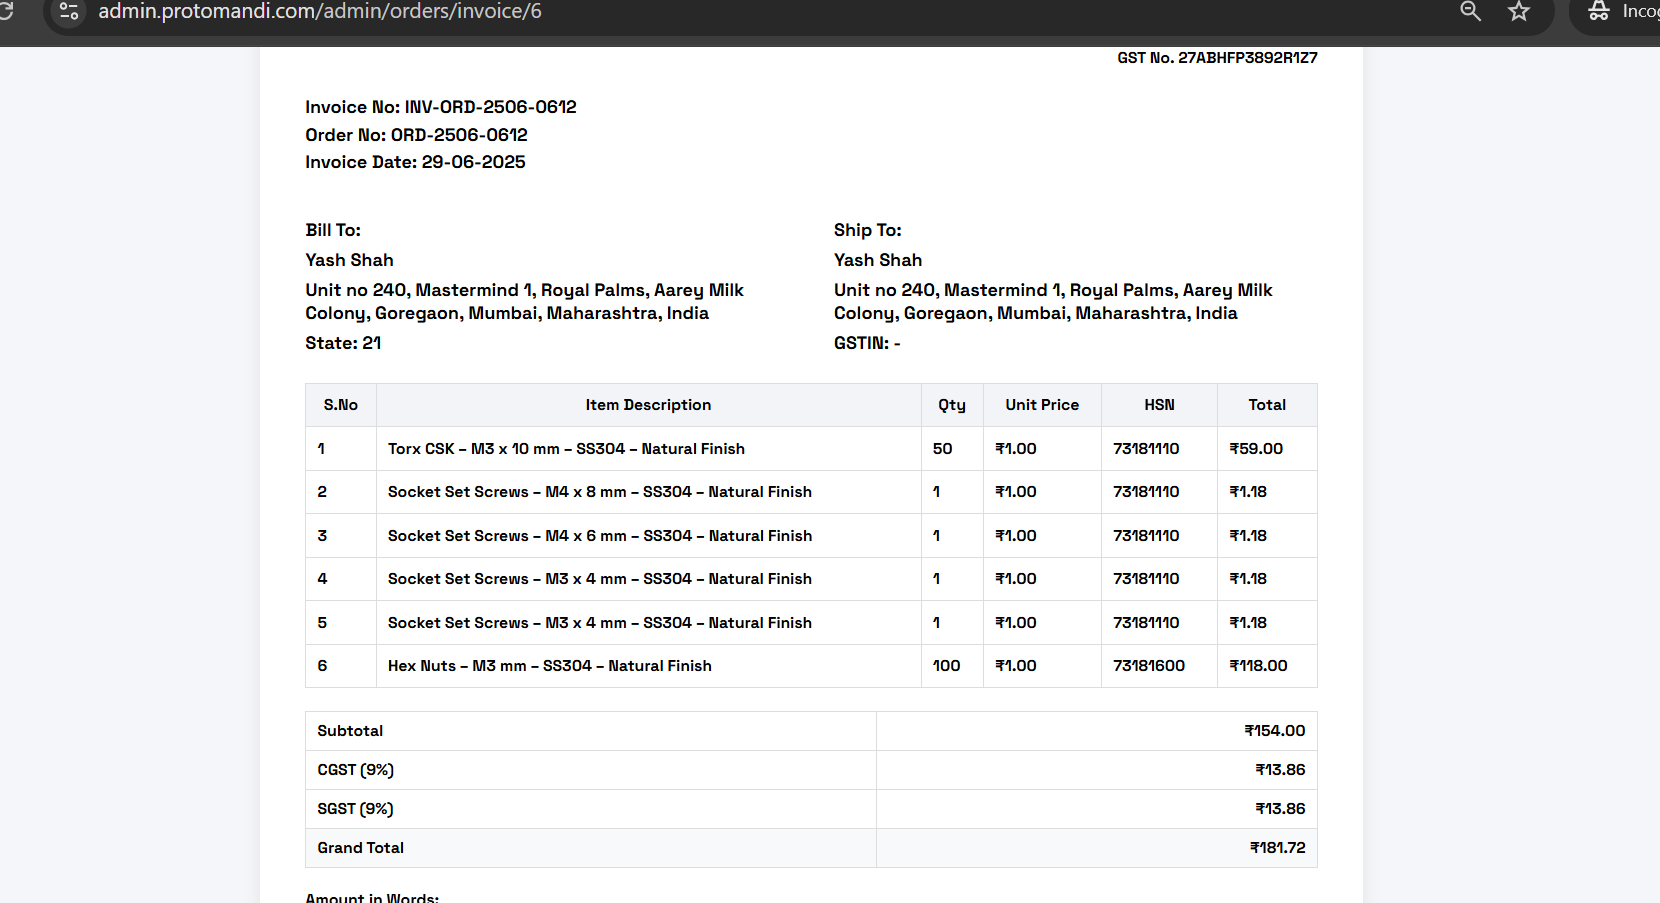 admin.protomandi.com/admin/orders/invoice/6
GST No. 27ABHFP3892R1Z7
Invoice No: INV-ORD-2506-0612
Order No: ORD-2506-0612
Invoice Date: 29-06-2025
Bill To:
Yash Shah
Unit no 240, Mastermind 1, Royal Palms, Aarey Milk
Colony, Goregaon, Mumbai, Maharashtra, India
State: 21
Ship To:
Yash Shah
Unit no 240, Mastermind 1, Royal Palms, Aarey Milk
Colony, Goregaon, Mumbai, Maharashtra, India
GSTIN: -
S.No Item Description Qty Unit Price HSN Total
1 Torx CSK – M3 x 10 mm – SS304 – Natural Finish 50 ₹1.00 73181110 ₹59.00
2 Socket Set Screws – M4 x 8 mm – SS304 – Natural Finish 1 ₹1.00 73181110 ₹1.18
3 Socket Set Screws – M4 x 6 mm – SS304 – Natural Finish 1 ₹1.00 73181110 ₹1.18
4 Socket Set Screws – M3 x 4 mm – SS304 – Natural Finish 1 ₹1.00 73181110 ₹1.18
5 Socket Set Screws – M3 x 4 mm – SS304 – Natural Finish 1 ₹1.00 73181110 ₹1.18
6 Hex Nuts – M3 mm – SS304 – Natural Finish 100 ₹1.00 73181600 ₹118.00
Subtotal ₹154.00
CGST (9%) ₹13.86
SGST (9%) ₹13.86
Grand Total ₹181.72
Amount in Words: